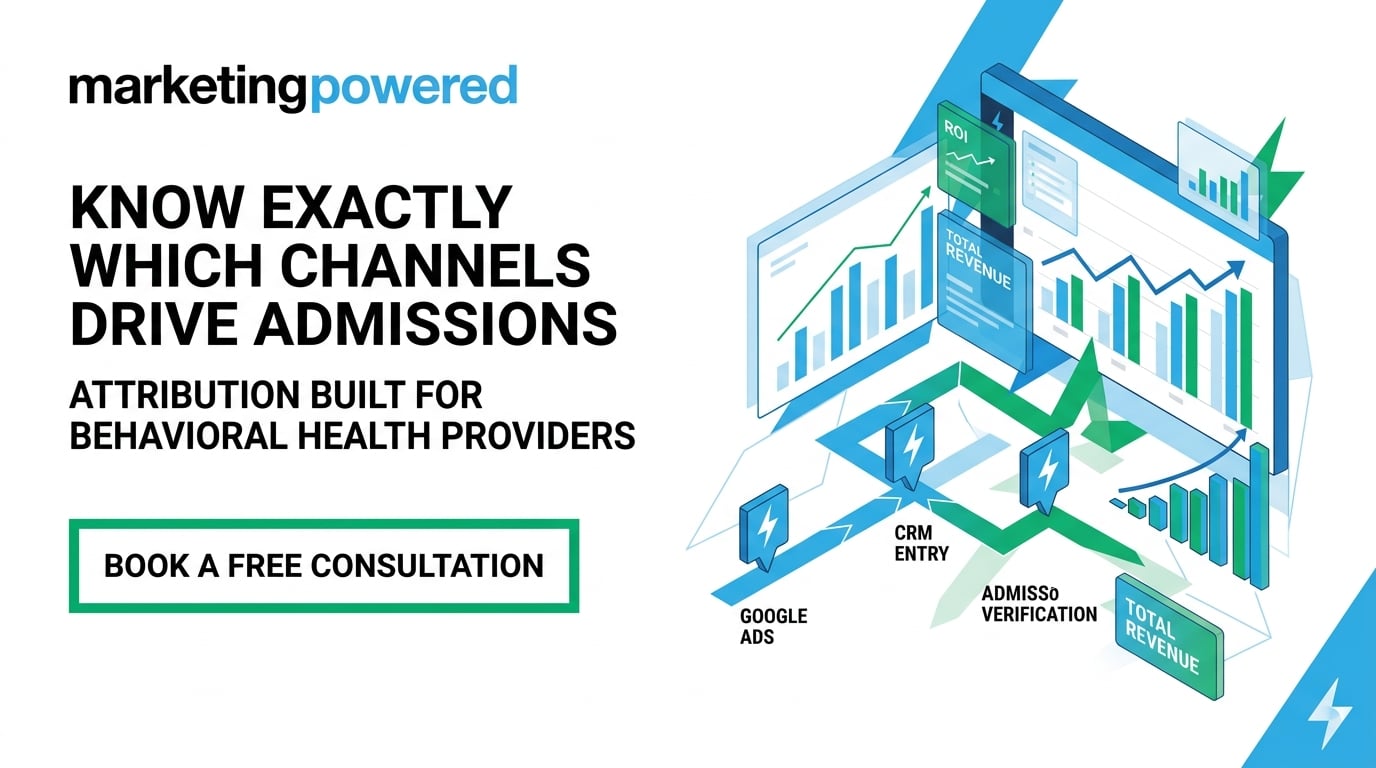 marketingpowered
KNOW EXACTLY
WHICH CHANNELS
DRIVE ADMISSIONS
ATTRIBUTION BUILT FOR
BEHAVIORAL HEALTH PROVIDERS
BOOK A FREE CONSULTATION
ROI
TOTAL
REVENUE
GOOGLE
ADS
CRM
ENTRY
ADMISSò
VERIFICATION
TOTAL
REVENUE